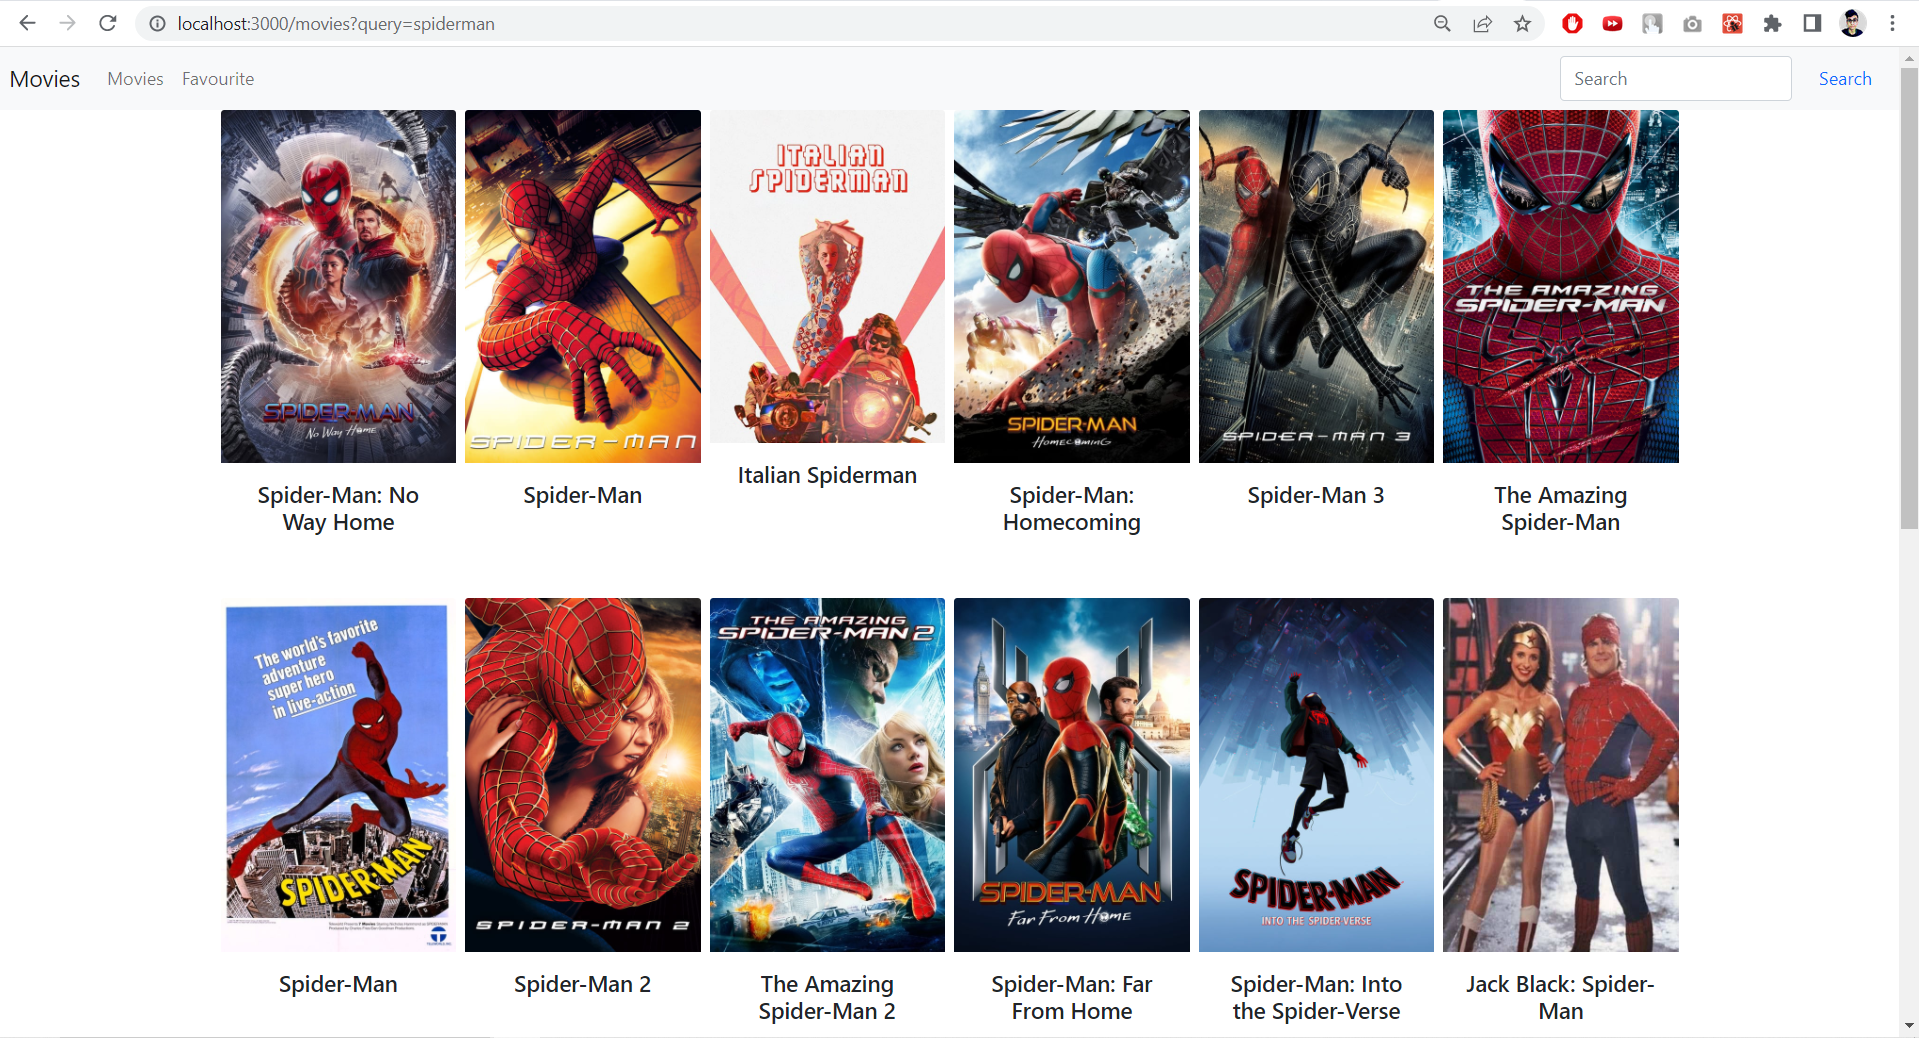 localhost:3000/movies?query=spiderman
Movies Movies Favourite Search Search
ITALIAN
SPIDERMAN
THE AMAZING
SPIDER-MAN
SPIDER-MAN
No Way Home
SPIDER-MAN
SPIDER-MAN
Homecoming
SPIDER-MAN 3
Spider-Man: No
Way Home
Spider-Man
Italian Spiderman
Spider-Man:
Homecoming
Spider-Man 3
The Amazing
Spider-Man
The world's favorite
adventure
super hero
in live-action
SPIDER-MAN
SPIDER-MAN 2
THE AMAZING
SPIDER-MAN 2
SPIDER-MAN
Far From Home
SPIDER-MAN
INTO THE SPIDER VERSE
Spider-Man
Spider-Man 2
The Amazing
Spider-Man 2
Spider-Man: Far
From Home
Spider-Man: Into
the Spider-Verse
Jack Black: Spider-
Man